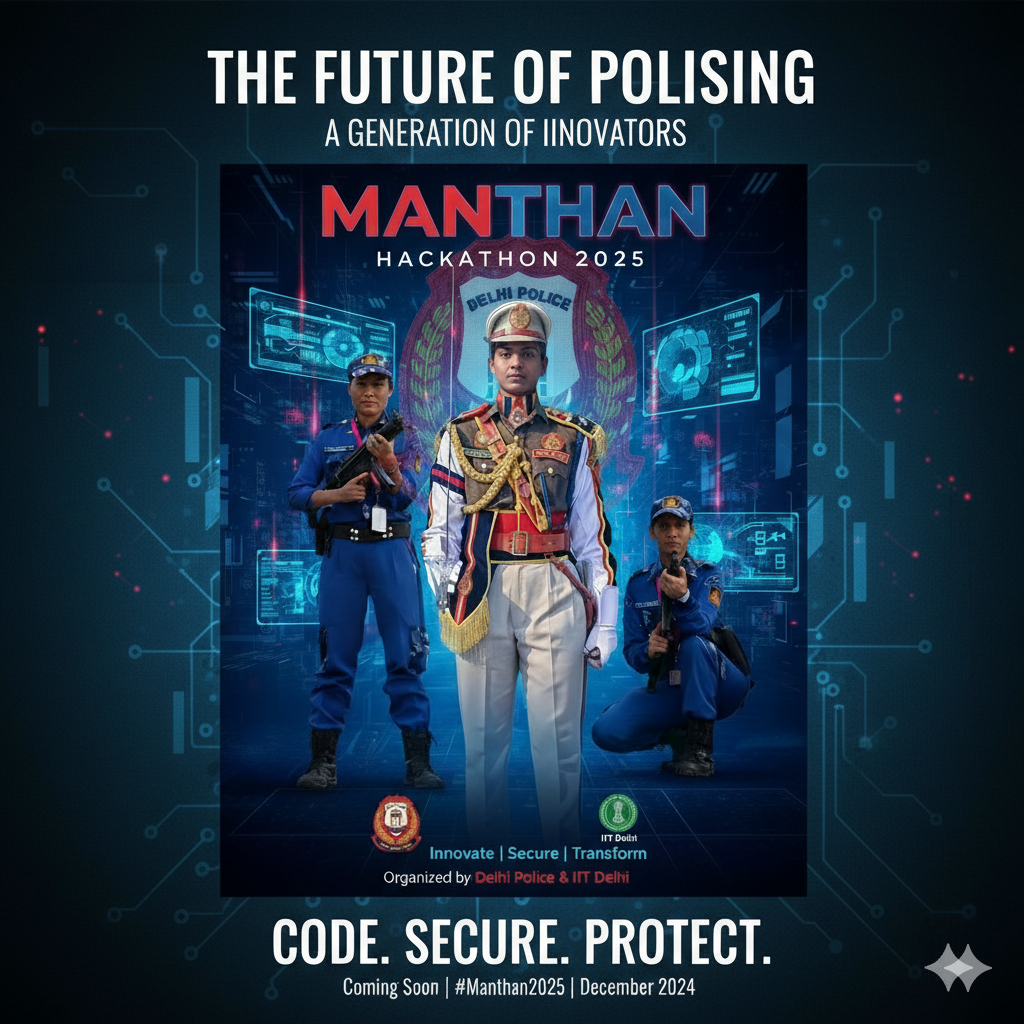 THE FUTURE OF POLISING
A GENERATION OF IINOVATORS
MANTHAN
HACKATHON 2025
DELHI POLICE
IIT Delhi
Innovate | Secure | Transform
Organized by Delhi Police & IIT Delhi
CODE. SECURE. PROTECT.
Coming Soon | #Manthan2025 | December 2024